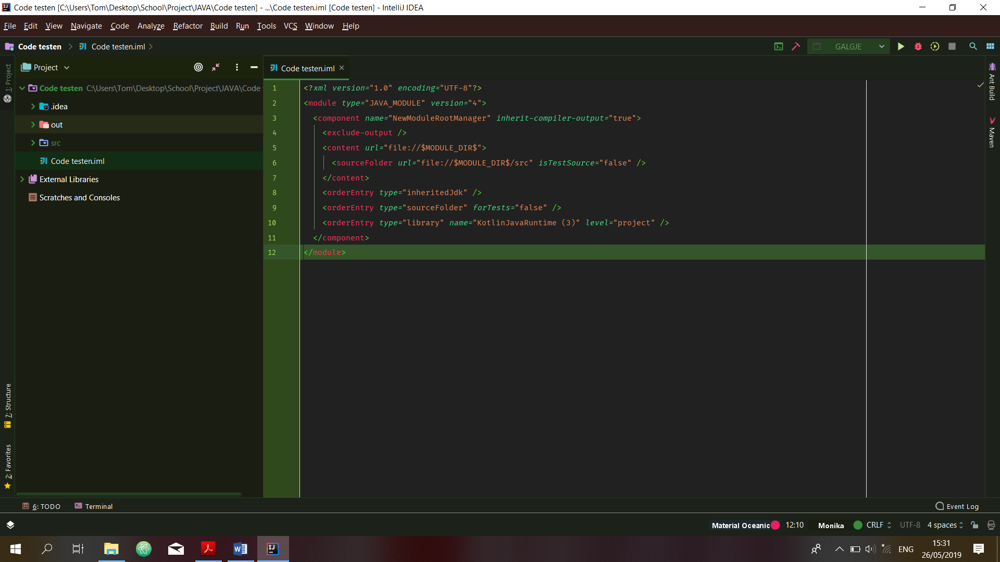 Code testen [C:\Users\Tom\Desktop\School\Project\JAVA\Code testen] - ...\Code testen.iml [Code testen] - IntelliJ IDEA
File Edit View Navigate Code Analyze Refactor Build Run Tools VCS Window Help
Code testen Code testen.iml
GALGJE
1: Project
Project
Code testen C:\Users\Tom\Desktop\School\Project\JAVA\Code
.idea
out
src
Code testen.iml
External Libraries
Scratches and Consoles
7: Structure
2: Favorites
Code testen.iml
1 <?xml version="1.0" encoding="UTF-8"?>
2 <module type="JAVA_MODULE" version="4">
3 <component name="NewModuleRootManager" inherit-compiler-output="true">
4 <exclude-output />
5 <content url="file://$MODULE_DIR$">
6 <sourceFolder url="file://$MODULE_DIR$/src" isTestSource="false" />
7 </content>
8 <orderEntry type="inheritedJdk" />
9 <orderEntry type="sourceFolder" forTests="false" />
10 <orderEntry type="library" name="KotlinJavaRuntime (3)" level="project" />
11 </component>
12 </module>
Ant Build
Maven
6: TODO Terminal
Event Log
Material Oceanic 12:10 Monika CRLF UTF-8 4 spaces
ENG
15:31
26/05/2019